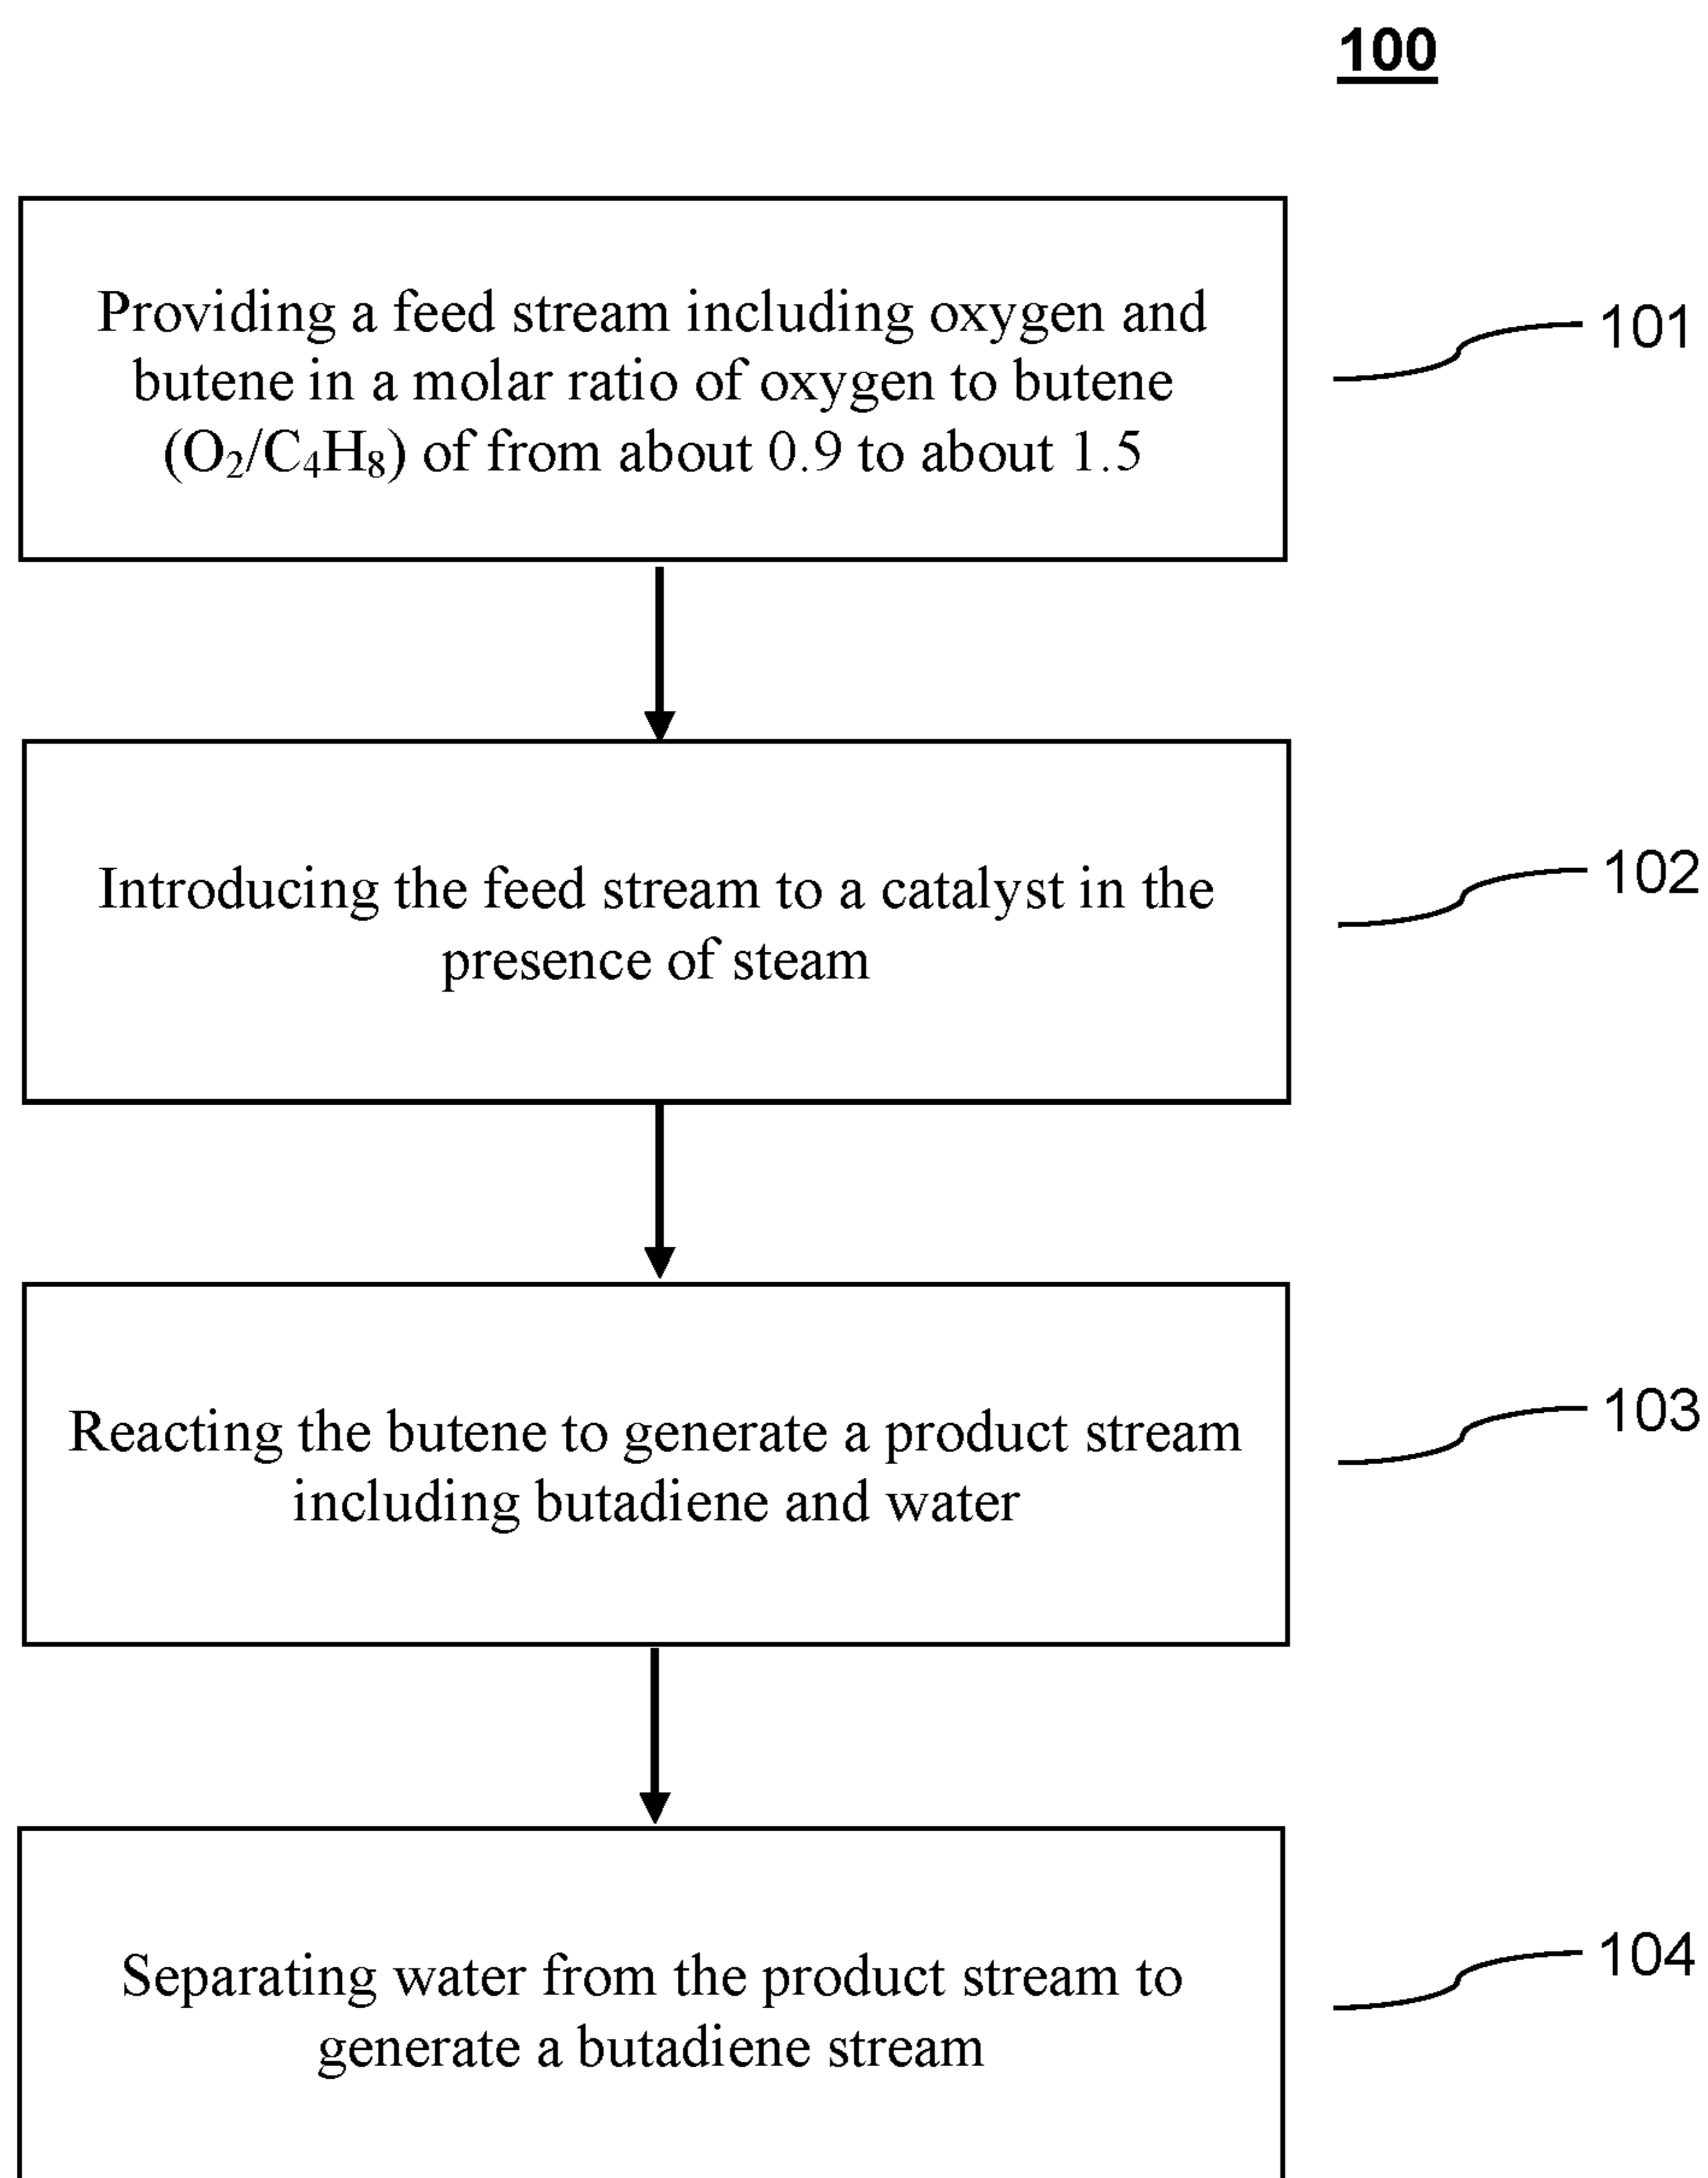 100
Providing a feed stream including oxygen and
butene in a molar ratio of oxygen to butene
(O₂/C₄H₈) of from about 0.9 to about 1.5
101
Introducing the feed stream to a catalyst in the
presence of steam
102
Reacting the butene to generate a product stream
including butadiene and water
103
Separating water from the product stream to
generate a butadiene stream
104